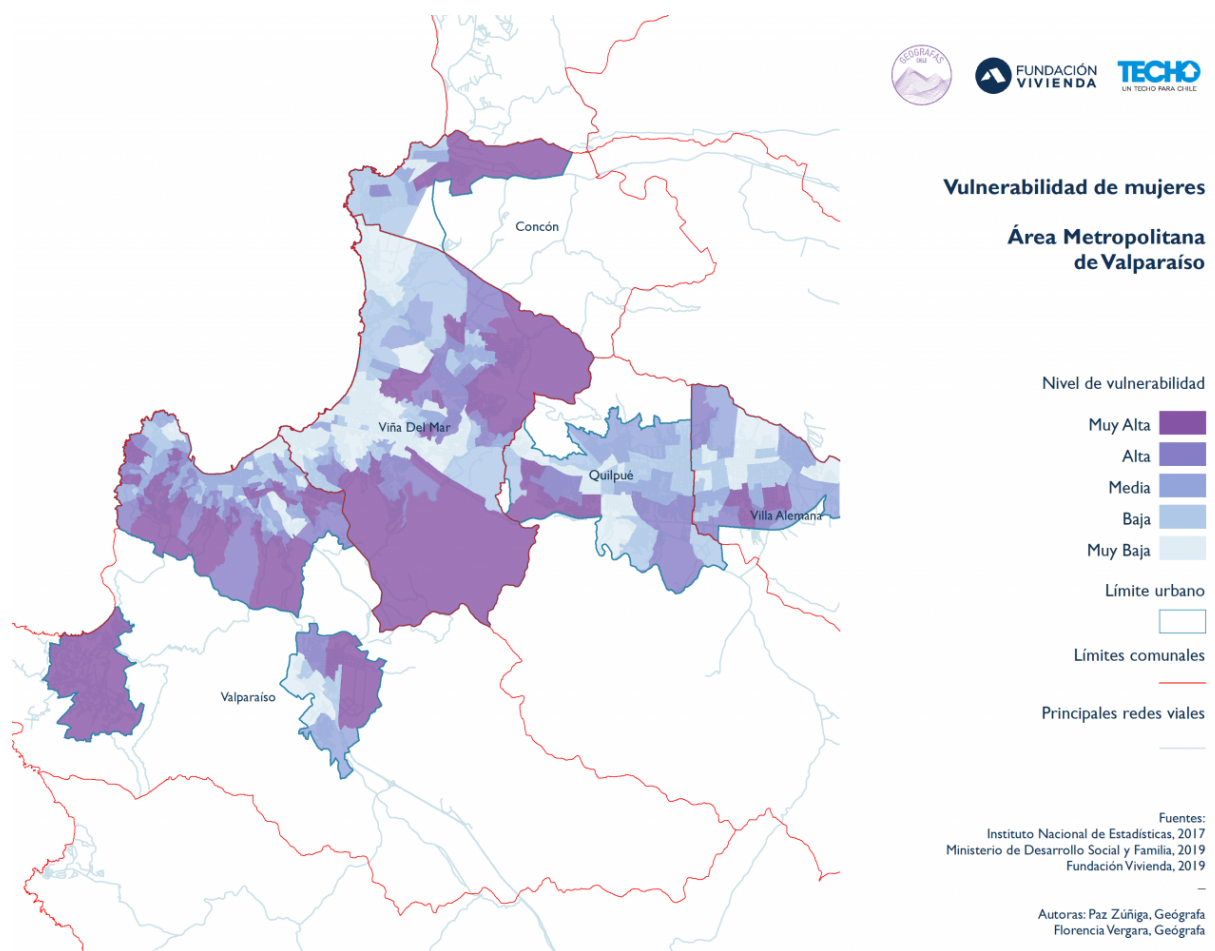 GEÓGRAFAS
CHILE
FUNDACIÓN
VIVIENDA
TECHO
UN TECHO PARA CHILE
Vulnerabilidad de mujeres
Área Metropolitana
de Valparaíso
Concón
Viña Del Mar
Quilpué
Villa Alemana
Valparaíso
Nivel de vulnerabilidad
Muy Alta
Alta
Media
Baja
Muy Baja
Límite urbano
Límites comunales
Principales redes viales
Fuentes:
Instituto Nacional de Estadísticas, 2017
Ministerio de Desarrollo Social y Familia, 2019
Fundación Vivienda, 2019
–
Autoras: Paz Zúñiga, Geógrafa
Florencia Vergara, Geógrafa